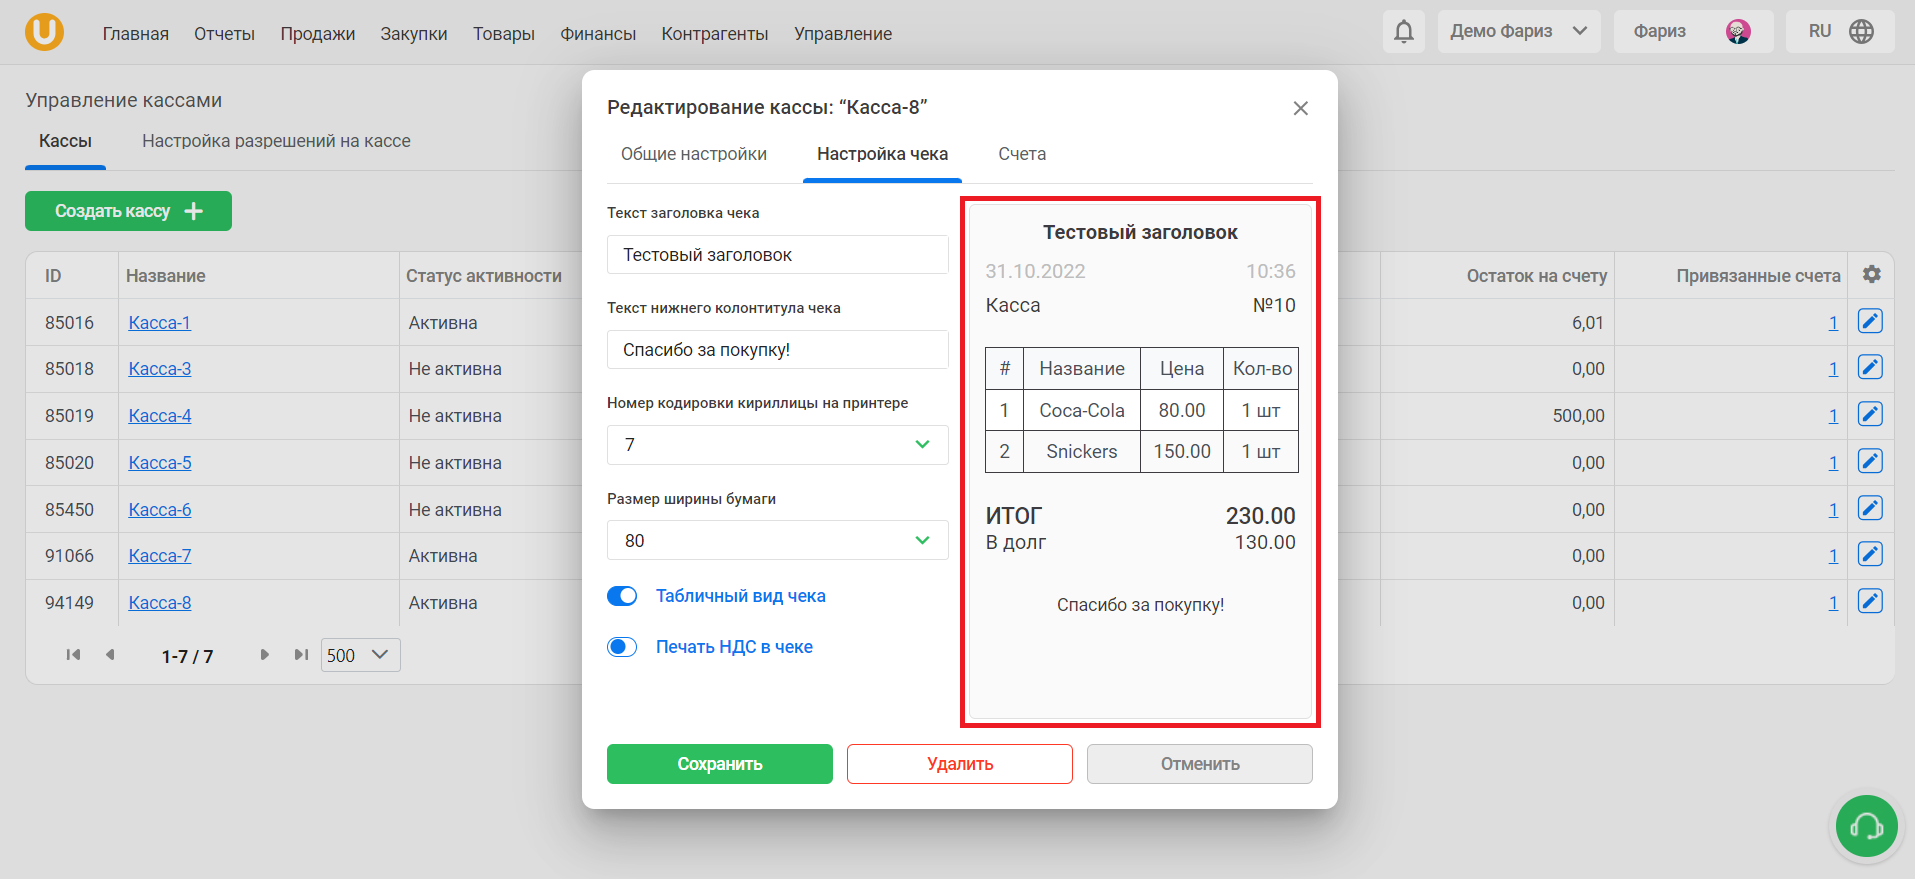 Главная Отчеты Продажи Закупки Товары Финансы Контрагенты Управление Демо Фариз Фариз RU
Управление кассами
Кассы Настройка разрешений на кассе
Создать кассу
ID Название Статус активности Остаток на счету Привязанные счета
85016 Касса-1 Активна 6,01 1
85018 Касса-3 Не активна 0,00 1
85019 Касса-4 Не активна 500,00 1
85020 Касса-5 Не активна 0,00 1
85450 Касса-6 Не активна 0,00 1
91066 Касса-7 Активна 0,00 1
94149 Касса-8 Активна 0,00 1
1-7 / 7 500
Редактирование кассы: “Касса-8”
Общие настройки Настройка чека Счета
Текст заголовка чека
Тестовый заголовок
Текст нижнего колонтитула чека
Спасибо за покупку!
Номер кодировки кириллицы на принтере
7
Размер ширины бумаги
80
Табличный вид чека
Печать НДС в чеке
Тестовый заголовок
31.10.2022 10:36
Касса №10
# Название Цена Кол-во
1 Coca-Cola 80.00 1 шт
2 Snickers 150.00 1 шт
ИТОГ 230.00
В долг 130.00
Спасибо за покупку!
Сохранить Удалить Отменить